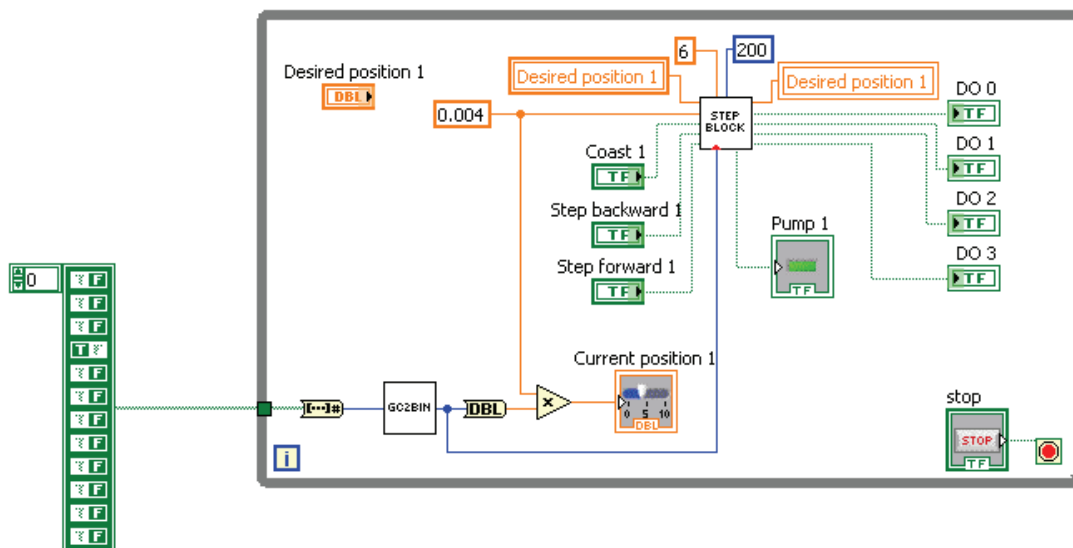 6
200
Desired position 1
Desired position 1
Desired position 1
DBL
DO 0
TF
0.004
STEP
BLOCK
Coast 1
TF
DO 1
TF
Step backward 1
TF
DO 2
TF
Pump 1
TF
Step forward 1
TF
DO 3
TF
0
F
F
F
T
F
F
F
F
F
F
F
F
Current position 1
0 5 10
DBL
[...]#
GC2BIN
DBL
x
stop
STOP
TF
i